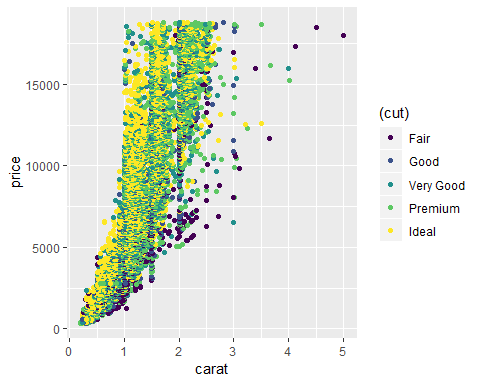 15000
10000
5000
0
price
0
1
2
3
4
5
carat
(cut)
Fair
Good
Very Good
Premium
Ideal